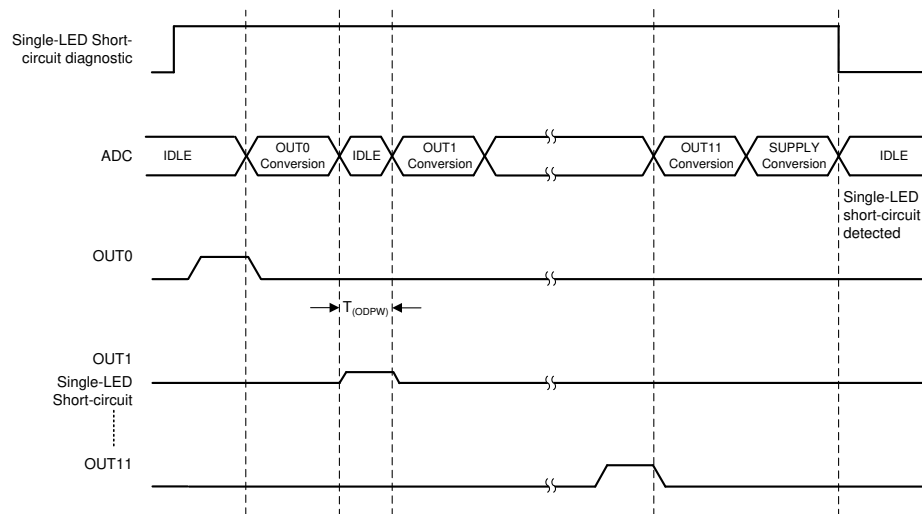 Single-LED Short-
circuit diagnostic
ADC
IDLE
OUT0
Conversion
IDLE
OUT1
Conversion
OUT11
Conversion
SUPPLY
Conversion
IDLE
Single-LED
short-circuit
detected
OUT0
T(ODPW)
OUT1
Single-LED
Short-circuit
OUT11